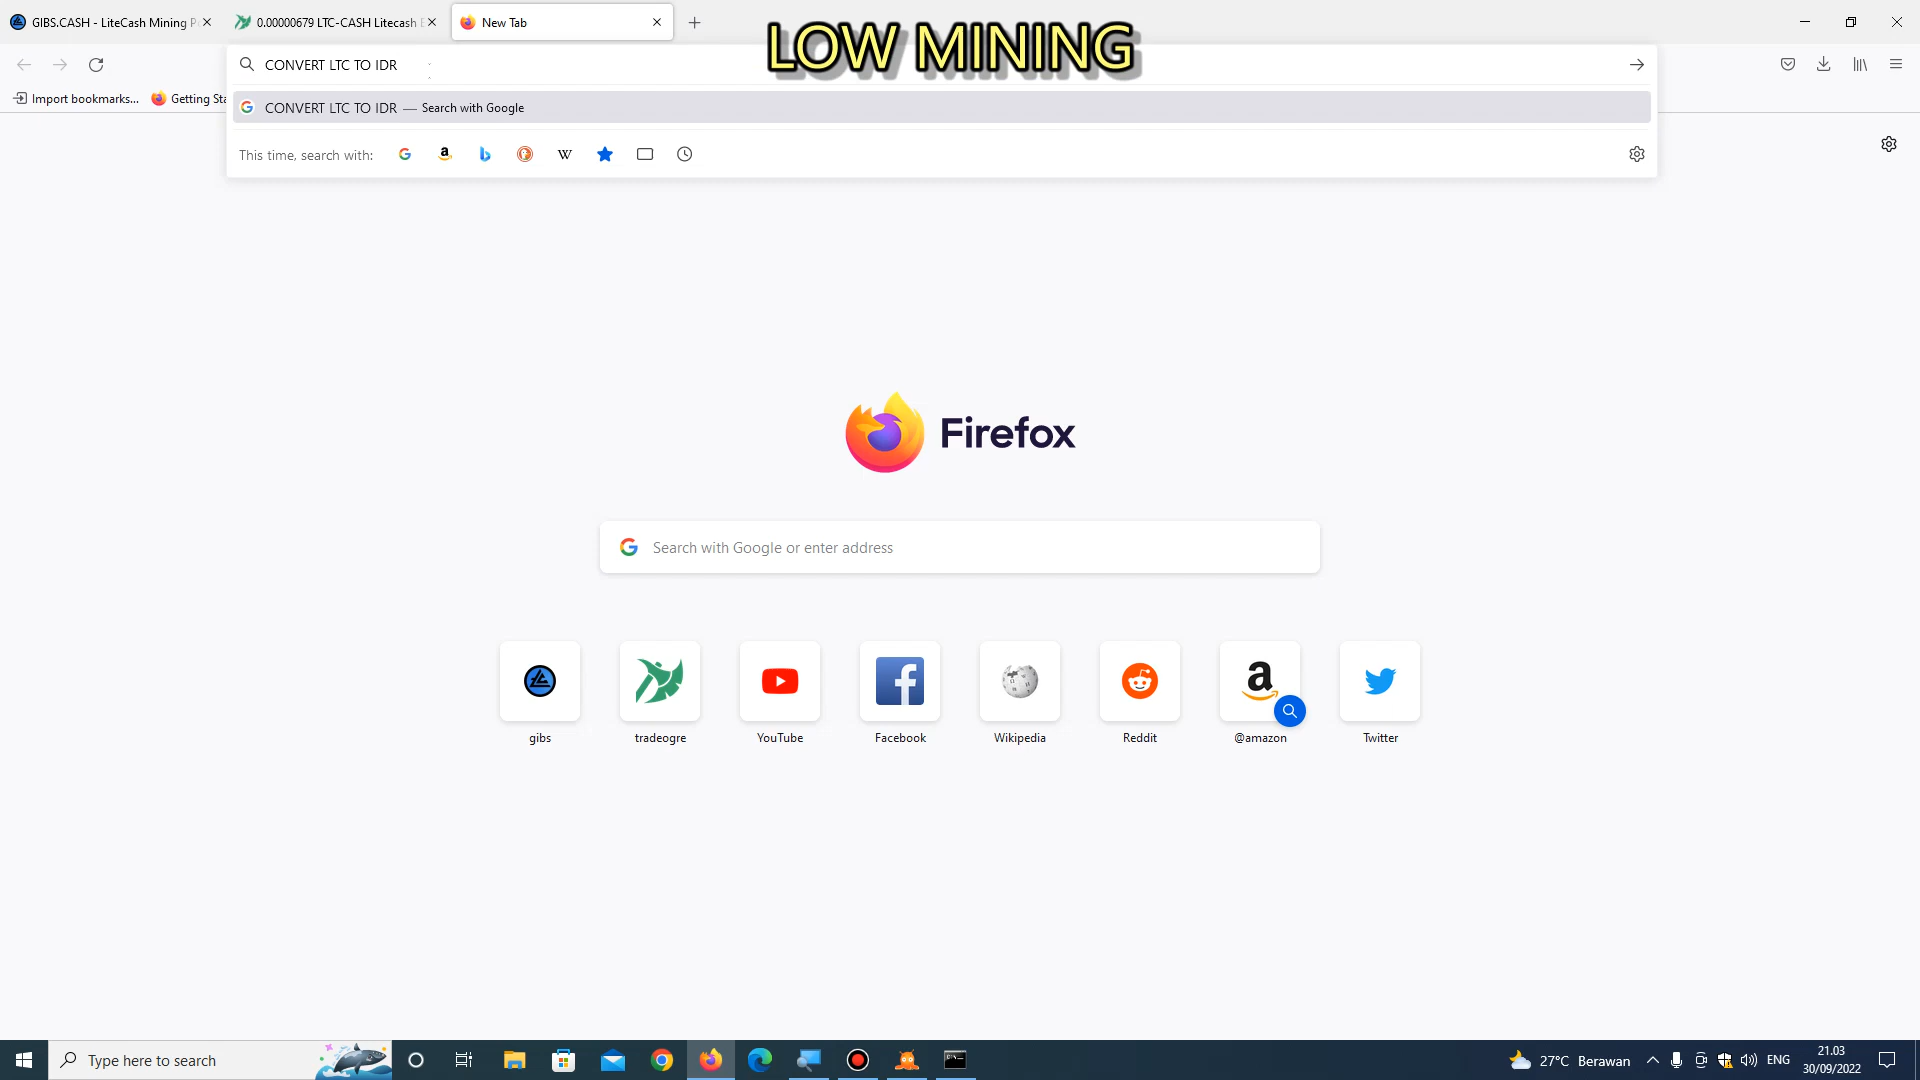 GIBS.CASH - LiteCash Mining P
0.00000679 LTC-CASH Litecash
New Tab
LOW MINING
CONVERT LTC TO IDR
Import bookmarks...
Getting Sta
CONVERT LTC TO IDR — Search with Google
This time, search with:
Firefox
Search with Google or enter address
gibs
tradeogre
YouTube
Facebook
Wikipedia
Reddit
@amazon
Twitter
Type here to search
27°C Berawan
ENG
21.03
30/09/2022